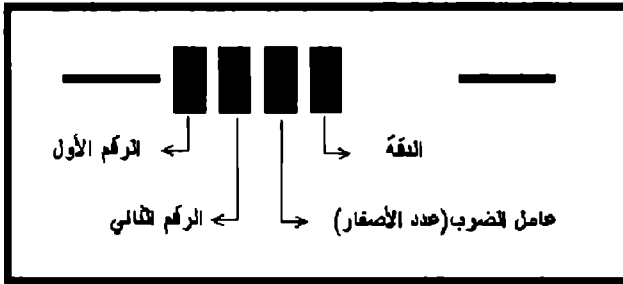 الدقة
الرقم الأول
عامل الضرب (عدد الأصفار)
الرقم الثاني